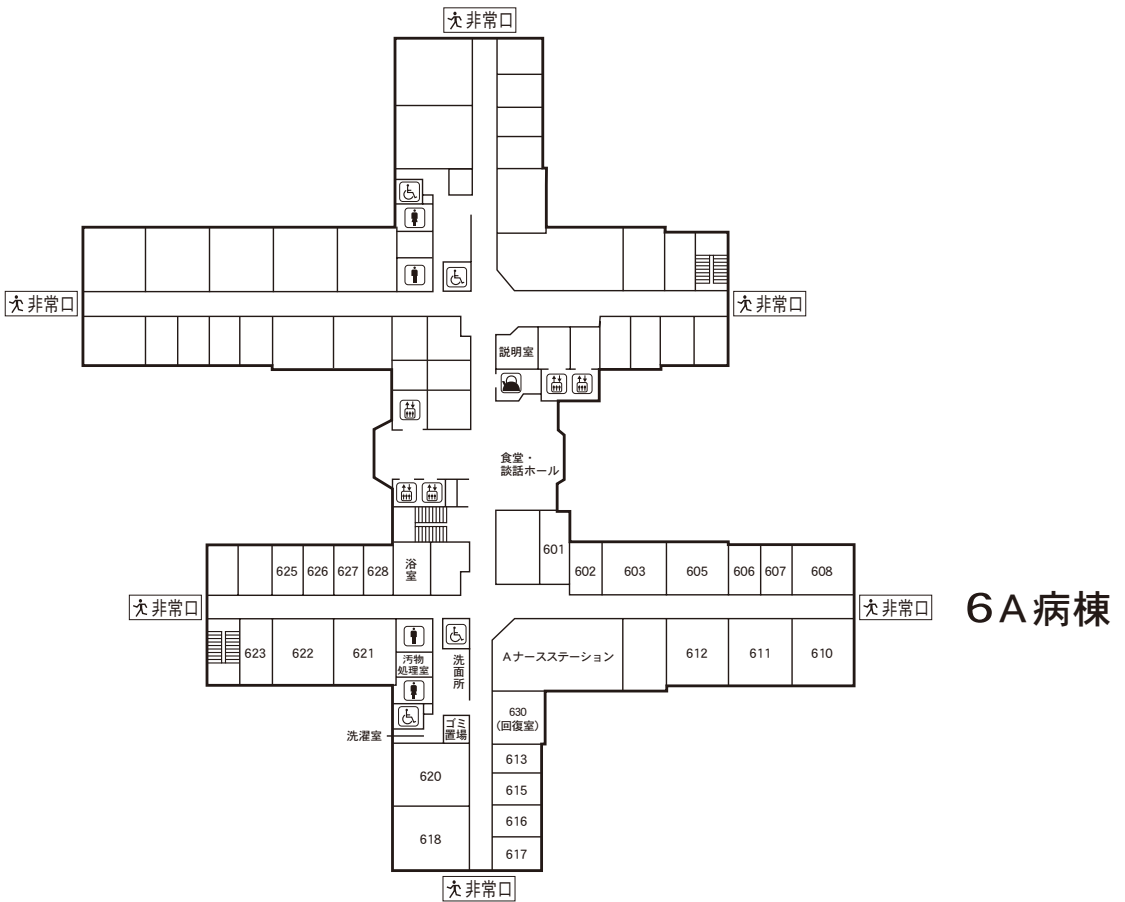 非常口
非常口
非常口
説明室
食堂・
談話ホール
601
625
626
627
628
浴室
602
603
605
606
607
608
非常口
非常口
6A病棟
623
622
621
汚物
処理室
洗面所
Aナースステーション
612
611
610
630
(回復室)
洗濯室
ゴミ
置場
613
620
615
616
618
617
非常口